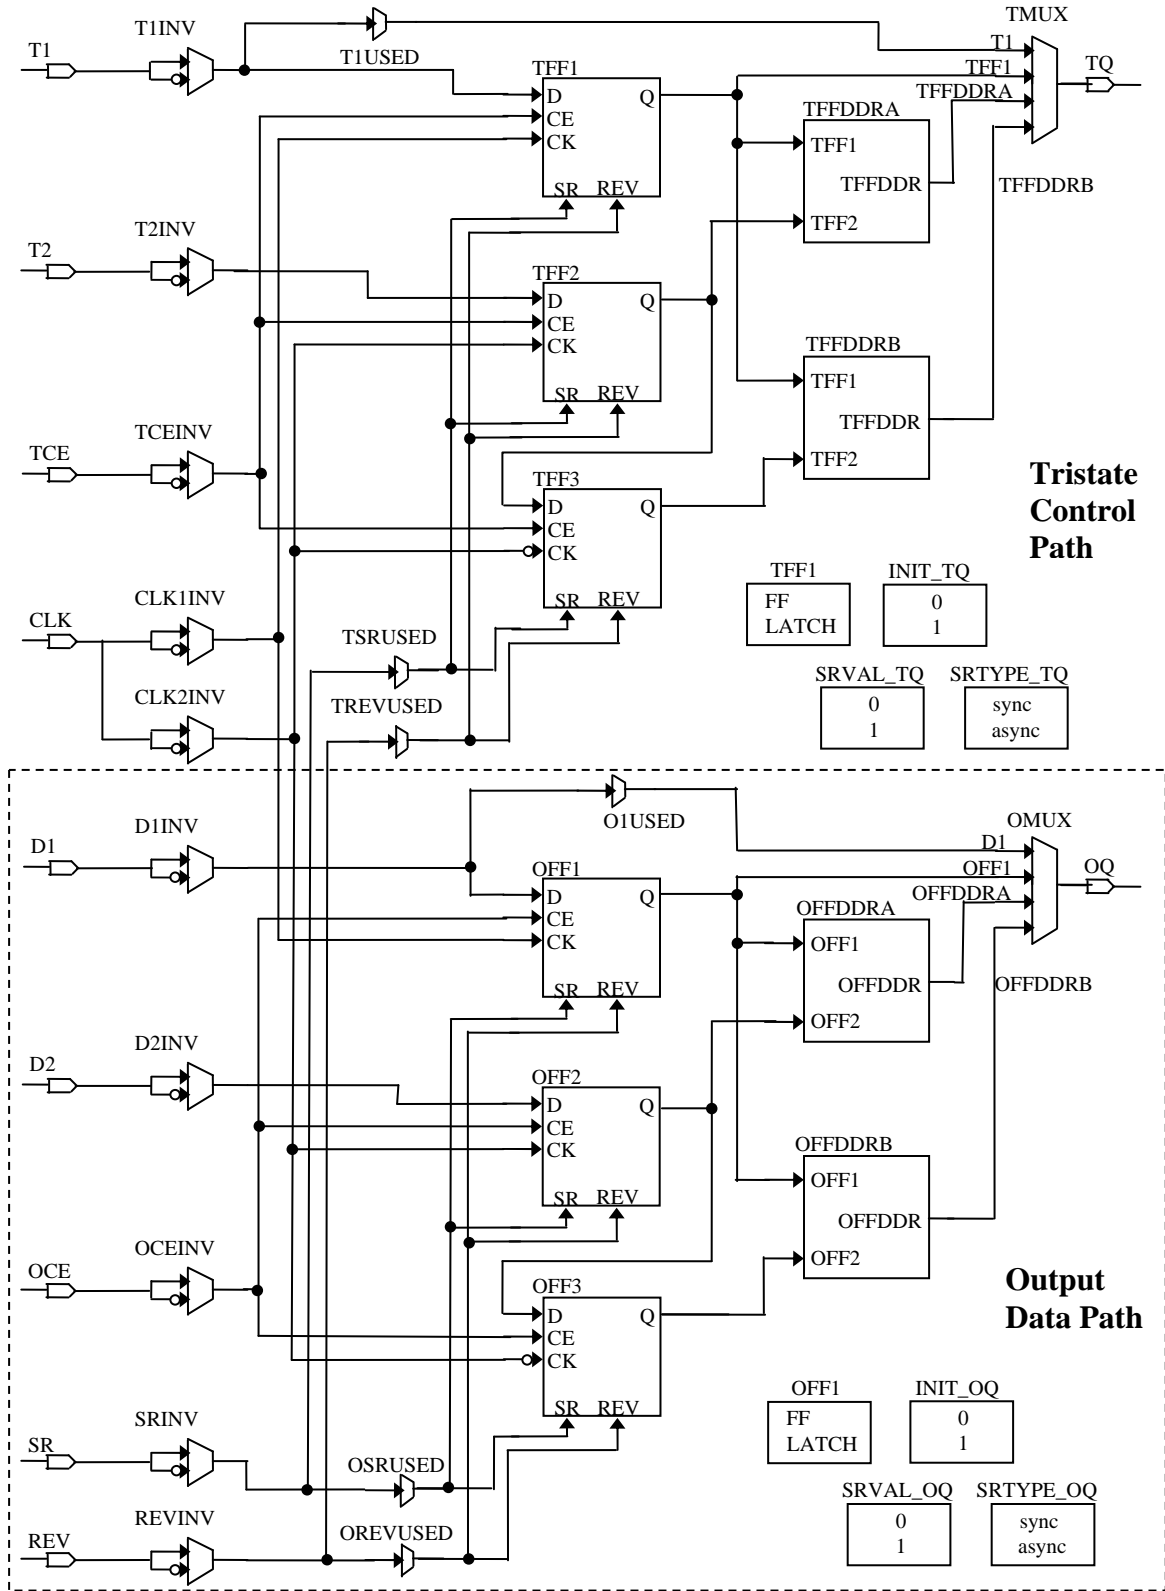 T1INV
TMUX
T1
T1USED
T1
TQ
TFF1
TFF1
D
Q
CE
CK
SR
REV
TFFDDRA
TFFDDRA
TFF1
TFFDDR
TFF2
TFFDDRB
T2INV
T2
TFF2
D
Q
CE
CK
SR
REV
TFFDDRB
TFF1
TFFDDR
TFF2
TCEINV
TCE
TFF3
D
Q
CE
CK
SR
REV
Tristate
Control
Path
TFF1
FF
LATCH
INIT_TQ
0
1
CLK1INV
CLK
TSRUSED
CLK2INV
TREVUSED
SRVAL_TQ
0
1
SRTYPE_TQ
sync
async
D1INV
D1
O1USED
OMUX
D1
OFF1
OQ
OFF1
D
Q
CE
CK
SR
REV
OFFDDRA
OFFDDRA
OFF1
OFFDDR
OFF2
OFFDDRB
D2INV
D2
OFF2
D
Q
CE
CK
SR
REV
OFFDDRB
OFF1
OFFDDR
OFF2
OCEINV
OCE
OFF3
D
Q
CE
CK
SR
REV
Output
Data Path
OFF1
FF
LATCH
INIT_OQ
0
1
SRINV
SR
OSRUSED
REVINV
REV
OREVUSED
SRVAL_OQ
0
1
SRTYPE_OQ
sync
async